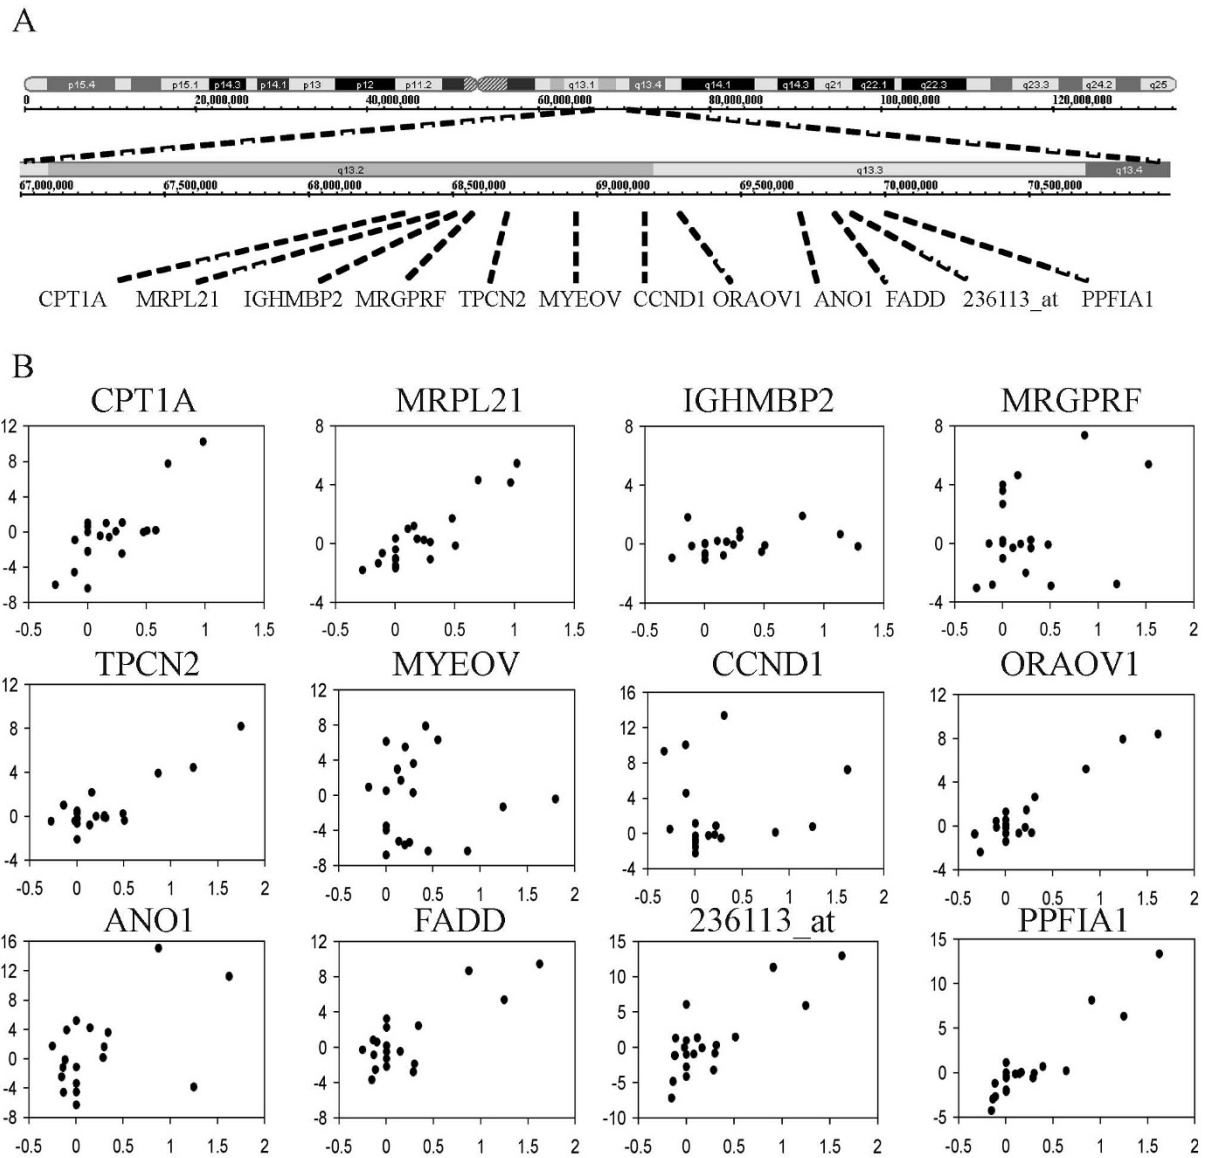 A
p15.4 p15.1 p14.3 p14.1 p13 p12 p11.2 q13.1 q13.4 q14.1 q14.3 q21 q22.1 q22.3 q23.3 q24.2 q25
0 20,000,000 40,000,000 60,000,000 80,000,000 100,000,000 120,000,000
q13.2 q13.3 q13.4
67,000,000 67,500,000 68,000,000 68,500,000 69,000,000 69,500,000 70,000,000 70,500,000
CPT1A MRPL21 IGHMBP2 MRGPRF TPCN2 MYEOV CCND1 ORAOV1 ANO1 FADD 236113_at PPFIA1
B
CPT1A MRPL21 IGHMBP2 MRGPRF
12 8 4 0 -4 -8
-0.5 0 0.5 1 1.5
8 4 0 -4
-0.5 0 0.5 1 1.5
8 4 0 -4
-0.5 0 0.5 1 1.5
8 4 0 -4
-0.5 0 0.5 1 1.5 2
TPCN2 MYEOV CCND1 ORAOV1
12 8 4 0 -4
-0.5 0 0.5 1 1.5 2
12 8 4 0 -4 -8
-0.5 0 0.5 1 1.5 2
16 12 8 4 0 -4
-0.5 0 0.5 1 1.5 2
12 8 4 0 -4
-0.5 0 0.5 1 1.5 2
ANO1 FADD 236113_at PPFIA1
16 12 8 4 0 -4 -8
-0.5 0 0.5 1 1.5 2
12 8 4 0 -4 -8
-0.5 0 0.5 1 1.5 2
15 10 5 0 -5 -10
-0.5 0 0.5 1 1.5 2
15 10 5 0 -5
-0.5 0 0.5 1 1.5 2